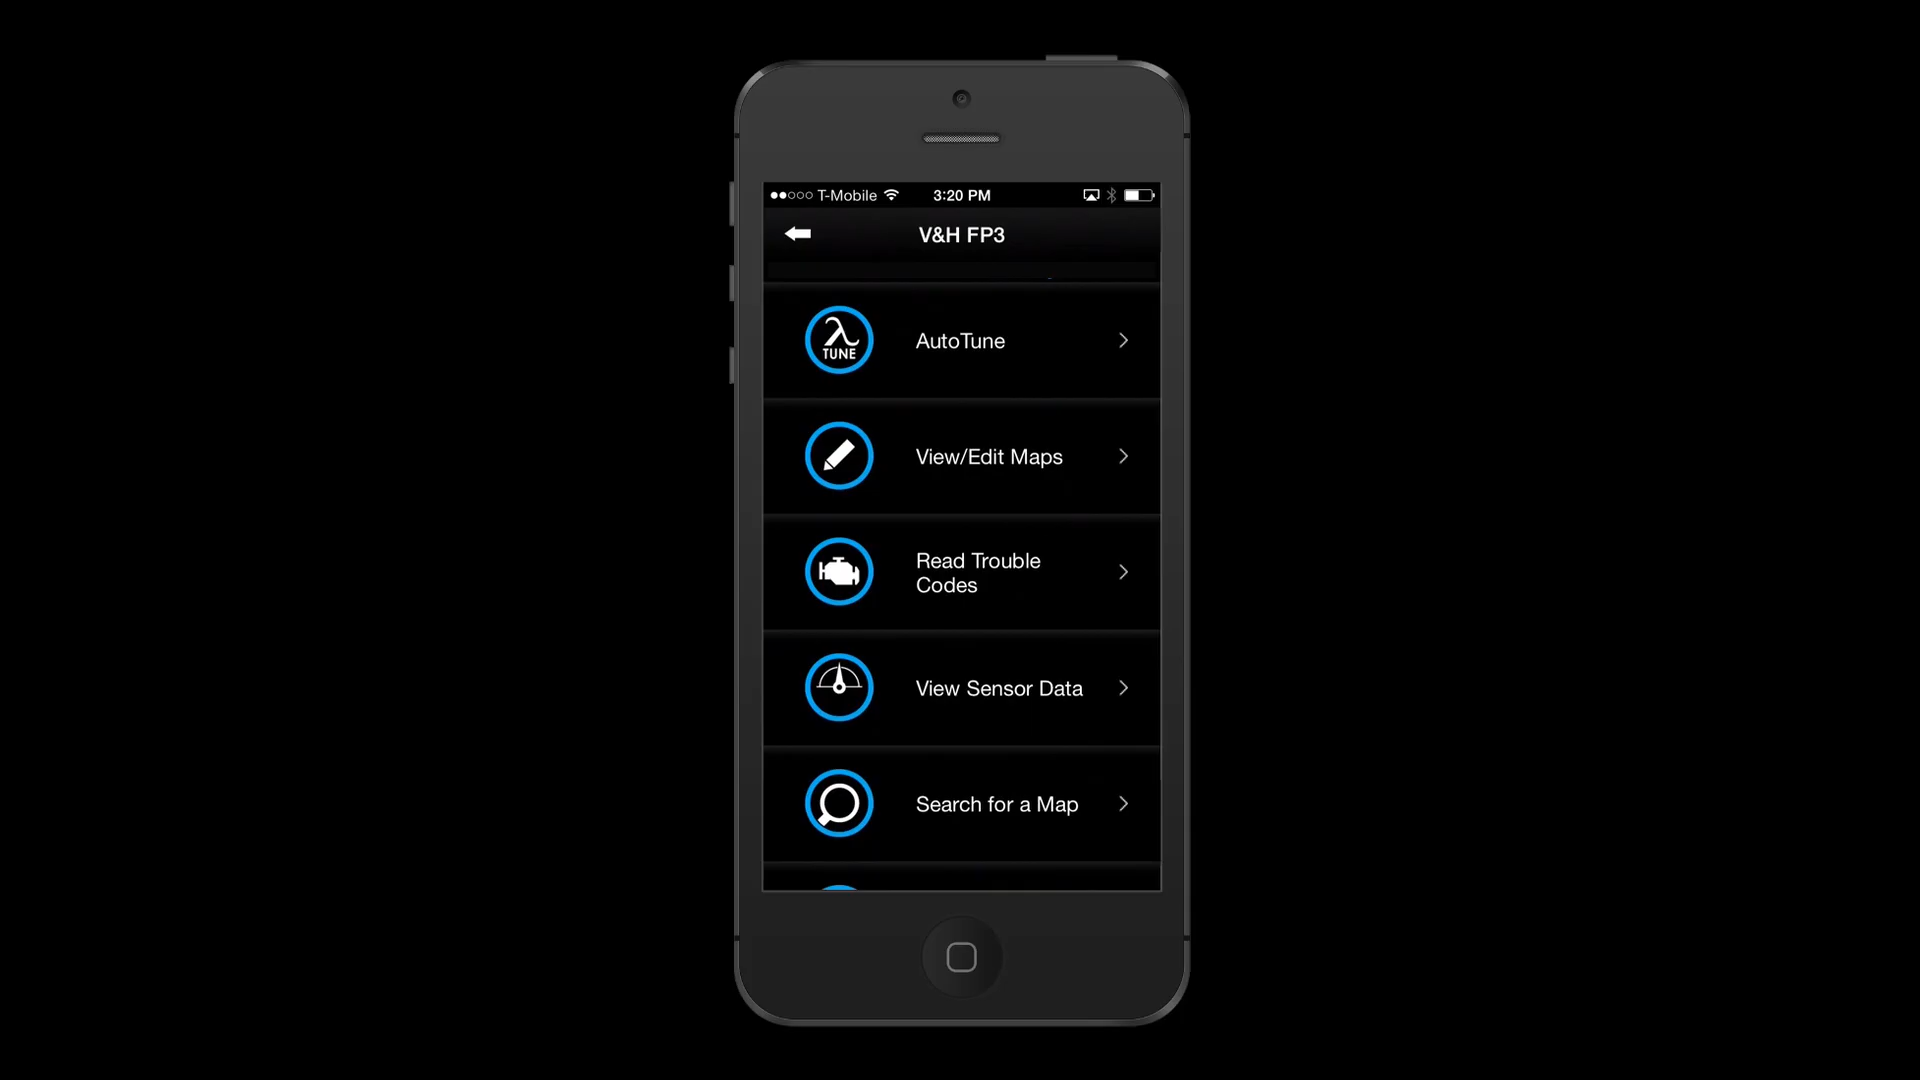 T-Mobile 3:20 PM
V&H FP3
TUNE
AutoTune
View/Edit Maps
Read Trouble
Codes
View Sensor Data
Search for a Map